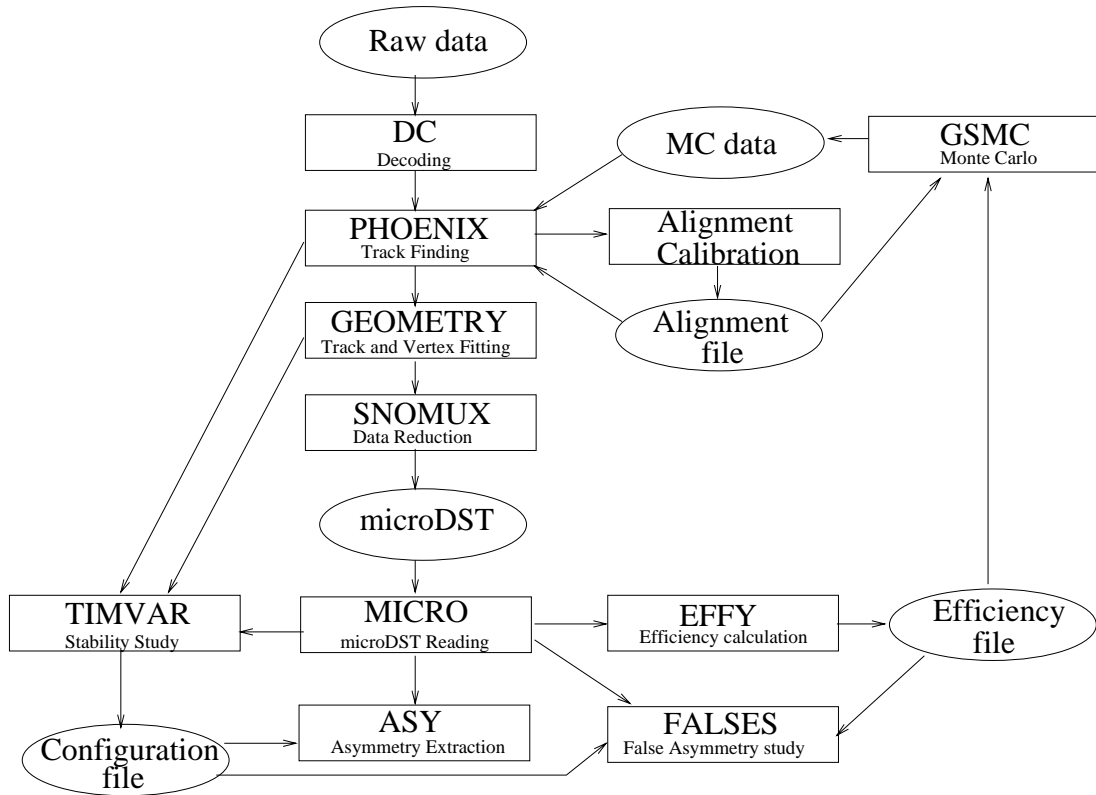 Raw data
DC
Decoding
MC data
GSMC
Monte Carlo
PHOENIX
Track Finding
Alignment
Calibration
GEOMETRY
Track and Vertex Fitting
Alignment
file
SNOMUX
Data Reduction
microDST
TIMVAR
Stability Study
MICRO
microDST Reading
EFFY
Efficiency calculation
Efficiency
file
Configuration
file
ASY
Asymmetry Extraction
FALSES
False Asymmetry study